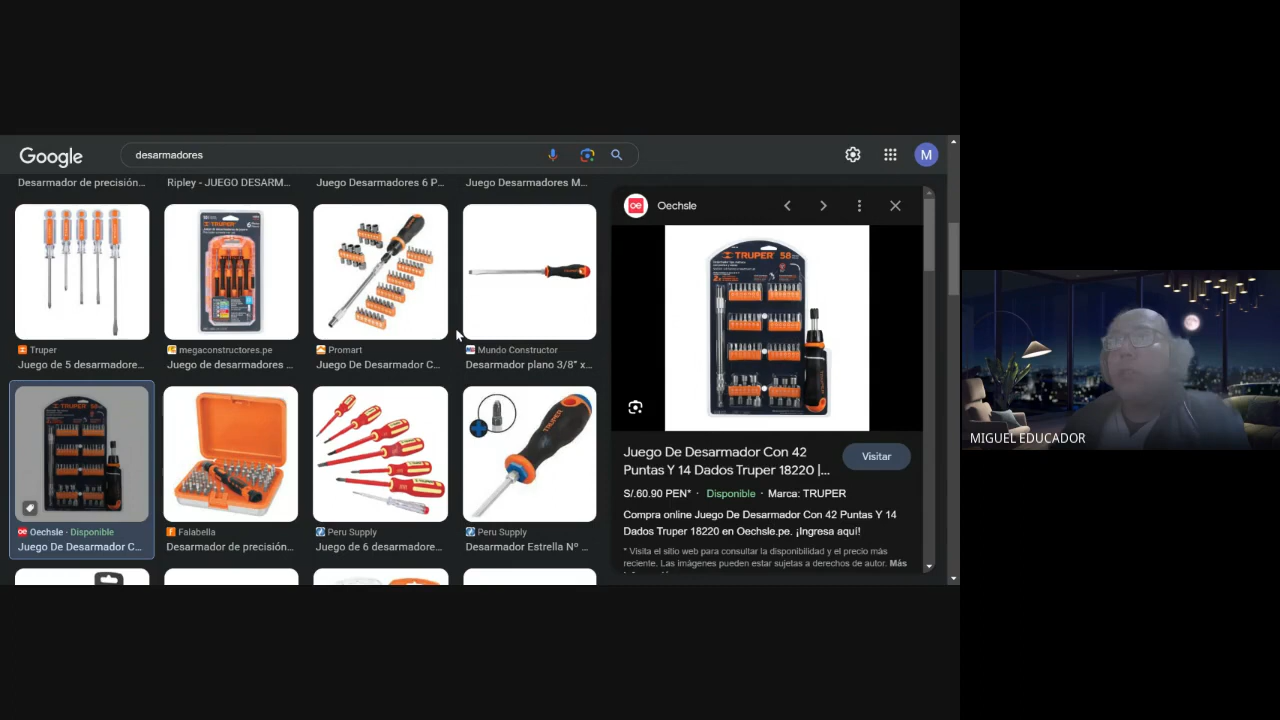 Google
desarmadores
M
Desarmador de precisión...
Ripley - JUEGO DESARM...
Juego Desarmadores 6 P...
Juego Desarmadores M...
Truper
Juego de 5 desarmadore...
megaconstructores.pe
Juego de desarmadores ...
Promart
Juego De Desarmador C...
Mundo Constructor
Desarmador plano 3/8" x...
Oechsle · Disponible
Juego De Desarmador C...
Falabella
Desarmador de precisión...
Peru Supply
Juego de 6 desarmadore...
Peru Supply
Desarmador Estrella Nº ...
oe Oechsle
TRUPER 58
Juego De Desarmador Con 42
Puntas Y 14 Dados Truper 18220 |...
Visitar
S/.60.90 PEN* · Disponible · Marca: TRUPER
Compra online Juego De Desarmador Con 42 Puntas Y 14
Dados Truper 18220 en Oechsle.pe. ¡Ingresa aquí!
* Visita el sitio web para consultar la disponibilidad y el precio más
reciente. Las imágenes pueden estar sujetas a derechos de autor. Más
MIGUEL EDUCADOR